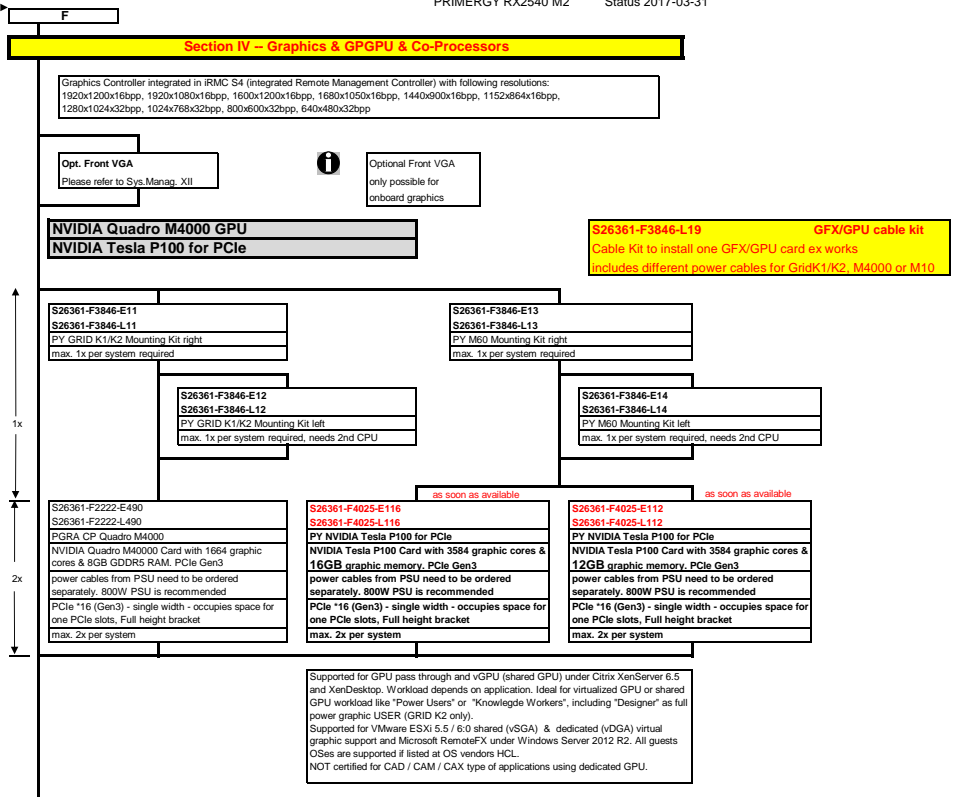 PRIMERGY RX2540 M2 Status 2017-03-31
F
Section IV -- Graphics & GPGPU & Co-Processors
Graphics Controller integrated in iRMC S4 (integrated Remote Management Controller) with following resolutions:
1920x1200x16bpp, 1920x1080x16bpp, 1600x1200x16bpp, 1680x1050x16bpp, 1440x900x16bpp, 1152x864x16bpp,
1280x1024x32bpp, 1024x768x32bpp, 800x600x32bpp, 640x480x32bpp
Opt. Front VGA
Please refer to Sys.Manag. XII
Optional Front VGA
only possible for
onboard graphics
NVIDIA Quadro M4000 GPU
NVIDIA Tesla P100 for PCIe
S26361-F3846-L19 GFX/GPU cable kit
Cable Kit to install one GFX/GPU card ex works
includes different power cables for GridK1/K2, M4000 or M10
S26361-F3846-E11
S26361-F3846-L11
PY GRID K1/K2 Mounting Kit right
max. 1x per system required
S26361-F3846-E13
S26361-F3846-L13
PY M60 Mounting Kit right
max. 1x per system required
S26361-F3846-E12
S26361-F3846-L12
PY GRID K1/K2 Mounting Kit left
max. 1x per system required, needs 2nd CPU
S26361-F3846-E14
S26361-F3846-L14
PY M60 Mounting Kit left
max. 1x per system required, needs 2nd CPU
1x
as soon as available
as soon as available
S26361-F2222-E490
S26361-F2222-L490
PGRA CP Quadro M4000
NVIDIA Quadro M40000 Card with 1664 graphic
cores & 8GB GDDR5 RAM. PCIe Gen3
power cables from PSU need to be ordered
separately. 800W PSU is recommended
PCIe *16 (Gen3) - single width - occupies space for
one PCIe slots, Full height bracket
max. 2x per system
S26361-F4025-E116
S26361-F4025-L116
PY NVIDIA Tesla P100 for PCIe
NVIDIA Tesla P100 Card with 3584 graphic cores &
16GB graphic memory. PCIe Gen3
power cables from PSU need to be ordered
separately. 800W PSU is recommended
PCIe *16 (Gen3) - single width - occupies space for
one PCIe slots, Full height bracket
max. 2x per system
S26361-F4025-E112
S26361-F4025-L112
PY NVIDIA Tesla P100 for PCIe
NVIDIA Tesla P100 Card with 3584 graphic cores &
12GB graphic memory. PCIe Gen3
power cables from PSU need to be ordered
separately. 800W PSU is recommended
PCIe *16 (Gen3) - single width - occupies space for
one PCIe slots, Full height bracket
max. 2x per system
2x
Supported for GPU pass through and vGPU (shared GPU) under Citrix XenServer 6.5
and XenDesktop. Workload depends on application. Ideal for virtualized GPU or shared
GPU workload like "Power Users" or "Knowlegde Workers", including "Designer" as full
power graphic USER (GRID K2 only).
Supported for VMware ESXi 5.5 / 6:0 shared (vSGA) & dedicated (vDGA) virtual
graphic support and Microsoft RemoteFX under Windows Server 2012 R2. All guests
OSes are supported if listed at OS vendors HCL.
NOT certified for CAD / CAM / CAX type of applications using dedicated GPU.